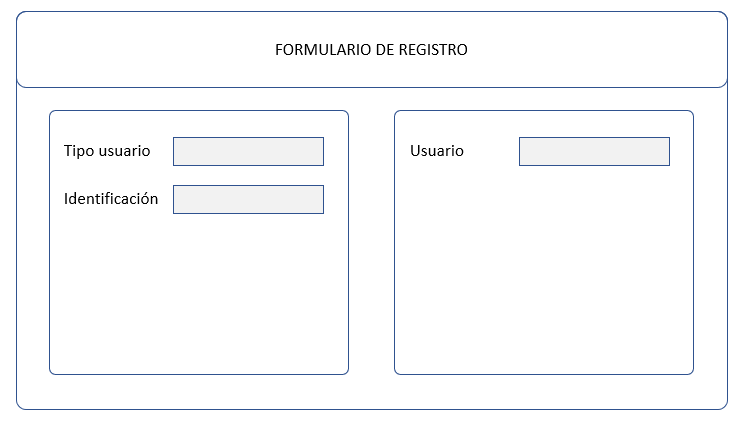 FORMULARIO DE REGISTRO
Tipo usuario
Identificación
Usuario